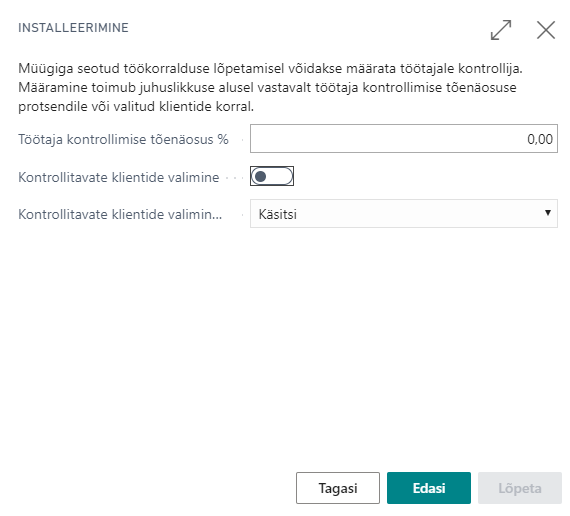 INSTALLEERIMINE
Müügiga seotud töökorralduse lõpetamisel võidakse määrata töötajale kontrollija.
Määramine toimub juhuslikkuse alusel vastavalt töötaja kontrollimise tõenäosuse
protsendile või valitud klientide korral.
Töötaja kontrollimise tõenäosus % 0,00
Kontrollitavate klientide valimine
Kontrollitavate klientide valimin... Käsitsi
Tagasi Edasi Lõpeta